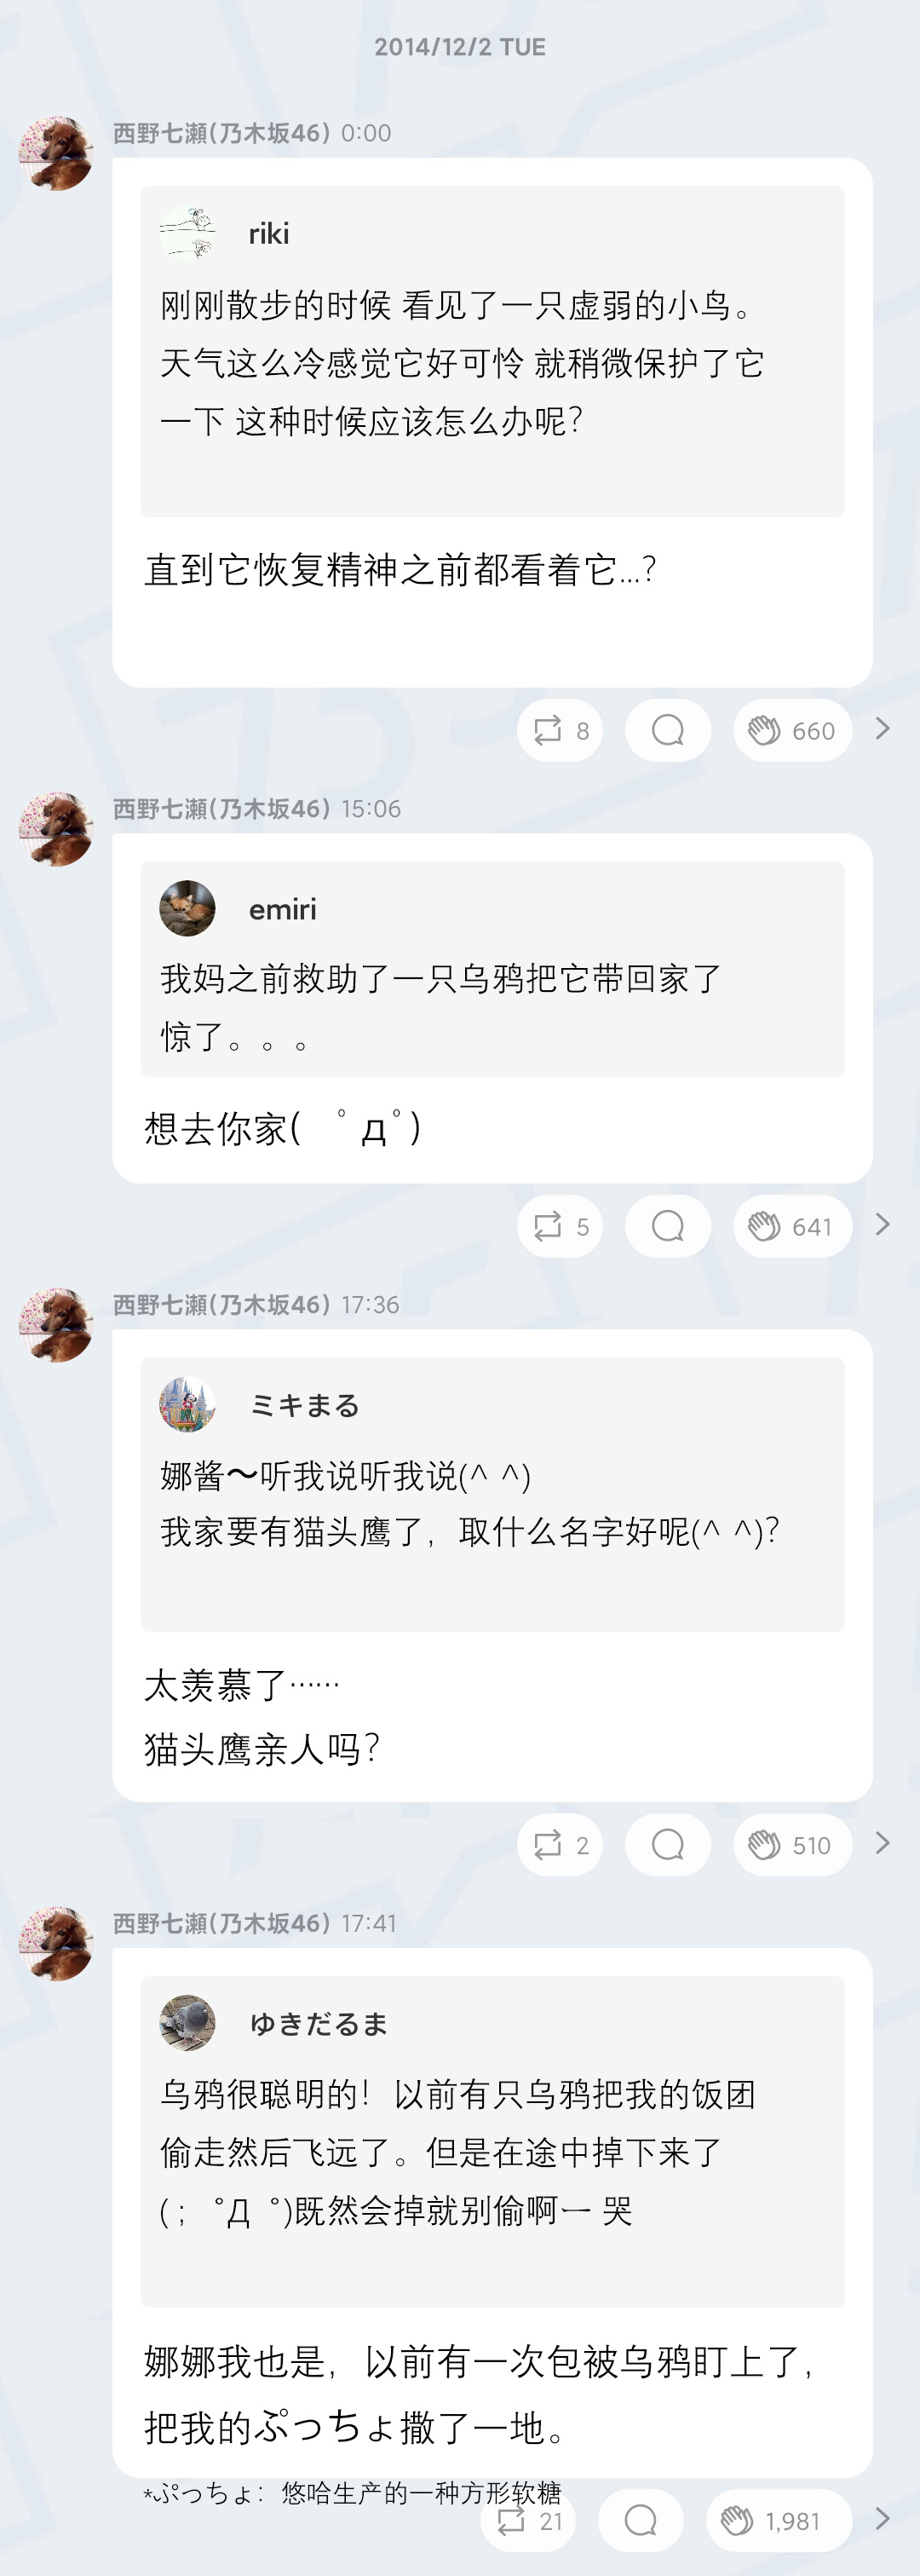 2014/12/2 TUE
西野七瀬(乃木坂46) 0:00
riki
刚刚散步的时候 看见了一只虚弱的小鸟。
天气这么冷感觉它好可怜 就稍微保护了它
一下 这种时候应该怎么办呢?
直到它恢复精神之前都看着它...?
8
660
西野七瀬(乃木坂46) 15:06
emiri
我妈之前救助了一只乌鸦把它带回家了
惊了。。。
想去你家( ﾟдﾟ)
5
641
西野七瀬(乃木坂46) 17:36
ミキまる
娜酱〜听我说听我说(^ ^)
我家要有猫头鹰了，取什么名字好呢(^ ^)?
太羡慕了……
猫头鹰亲人吗?
2
510
西野七瀬(乃木坂46) 17:41
ゆきだるま
乌鸦很聪明的！以前有只乌鸦把我的饭团
偷走然后飞远了。但是在途中掉下来了
(；°Д °)既然会掉就别偷啊一 哭
娜娜我也是，以前有一次包被乌鸦盯上了，
把我的ぷっちょ撒了一地。
*ぷっちょ：悠哈生产的一种方形软糖
21
1,981